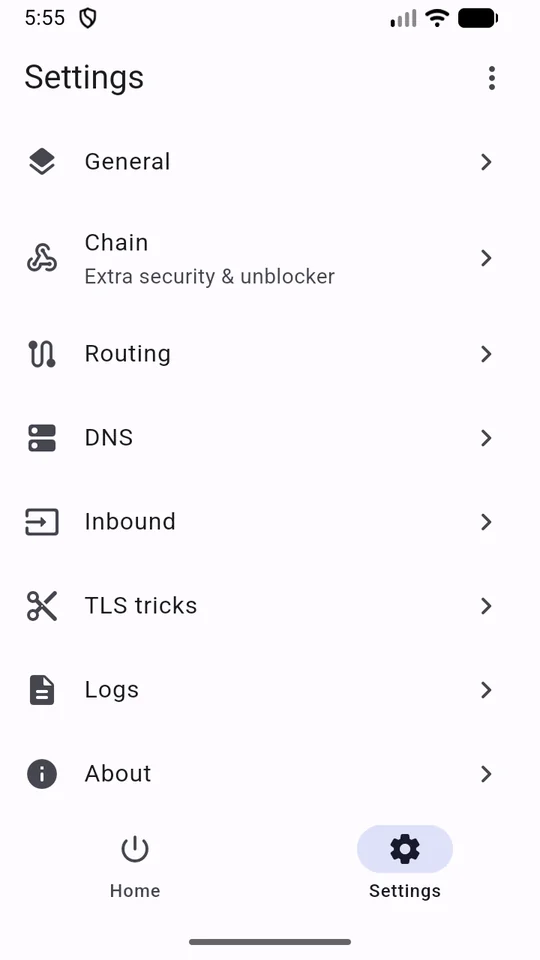 5:55
Settings
General
Chain
Extra security & unblocker
Routing
DNS
Inbound
TLS tricks
Logs
About
Home
Settings